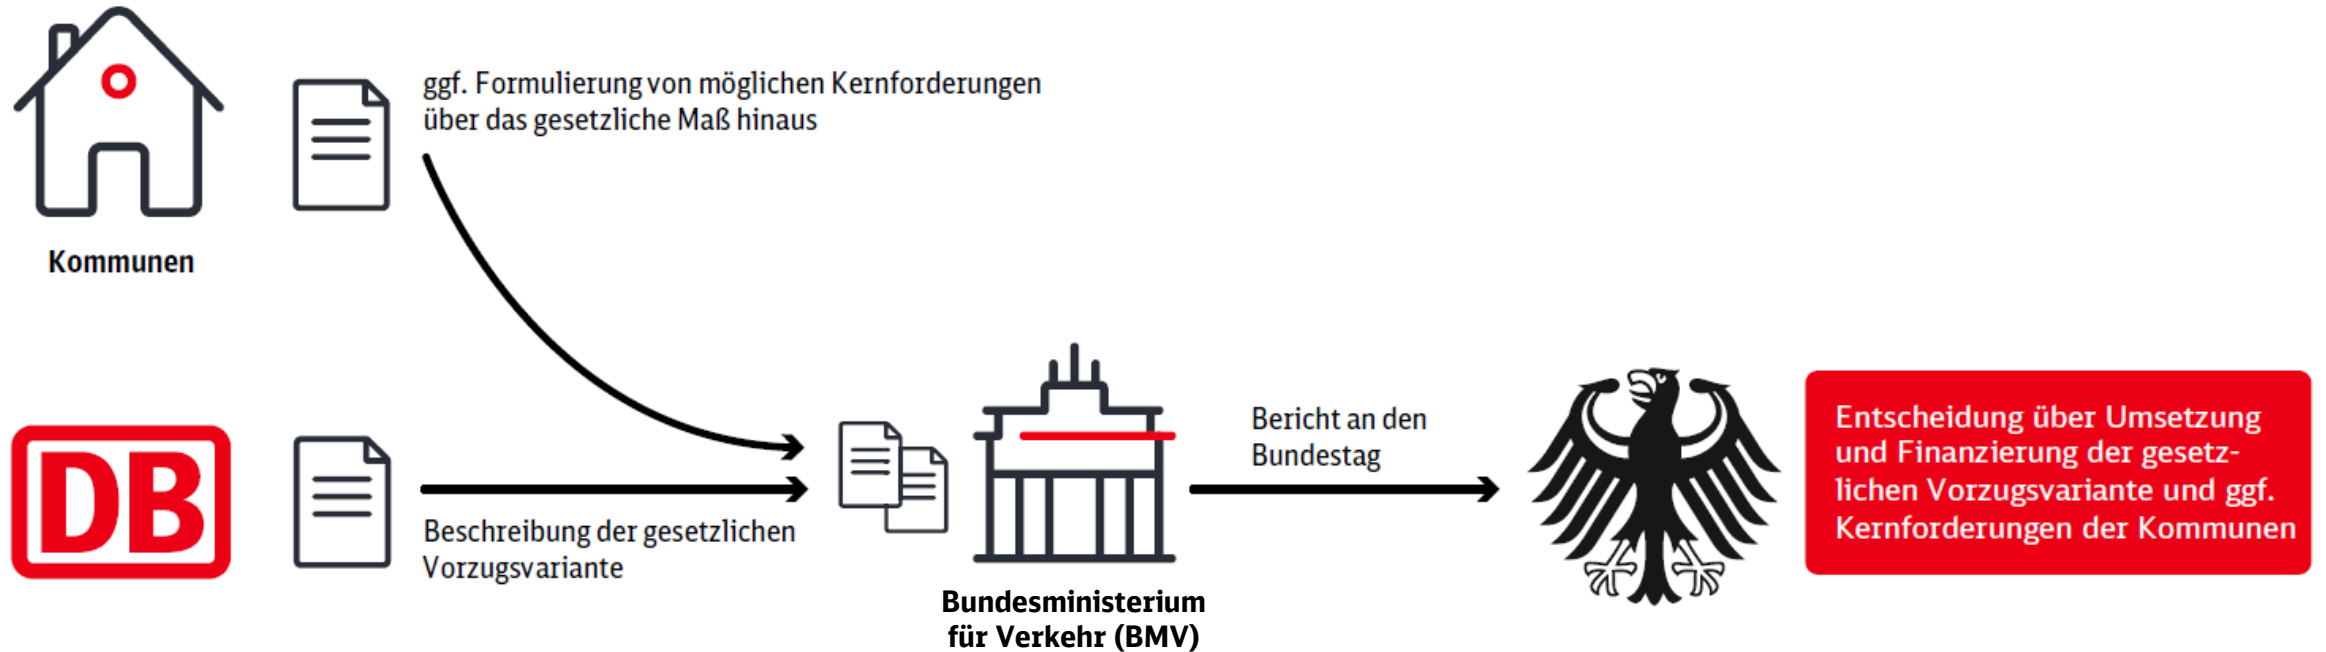 ggf. Formulierung von möglichen Kernforderungen
über das gesetzliche Maß hinaus
Kommunen
DB
Beschreibung der gesetzlichen
Vorzugsvariante
Bundesministerium
für Verkehr (BMV)
Bericht an den
Bundestag
Entscheidung über Umsetzung
und Finanzierung der gesetz-
lichen Vorzugsvariante und ggf.
Kernforderungen der Kommunen